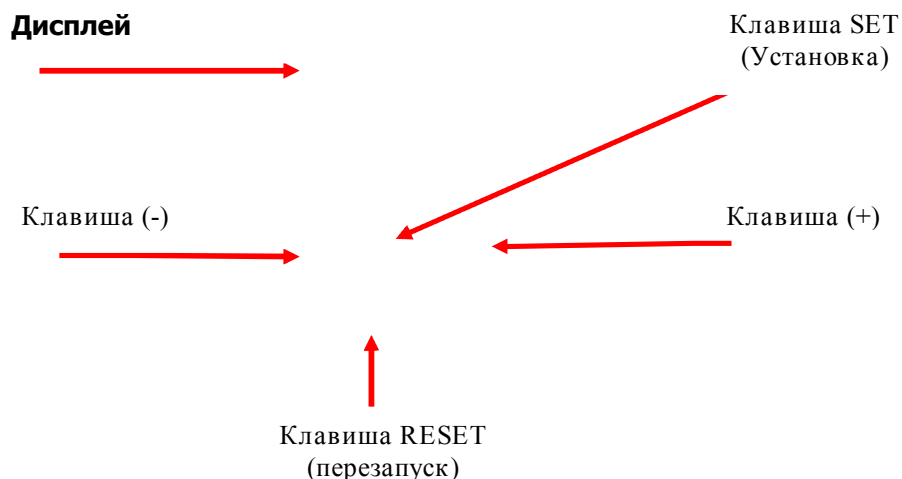 Дисплей
Клавиша SET
(Установка)
Клавиша (-)
Клавиша (+)
Клавиша RESET
(перезапуск)